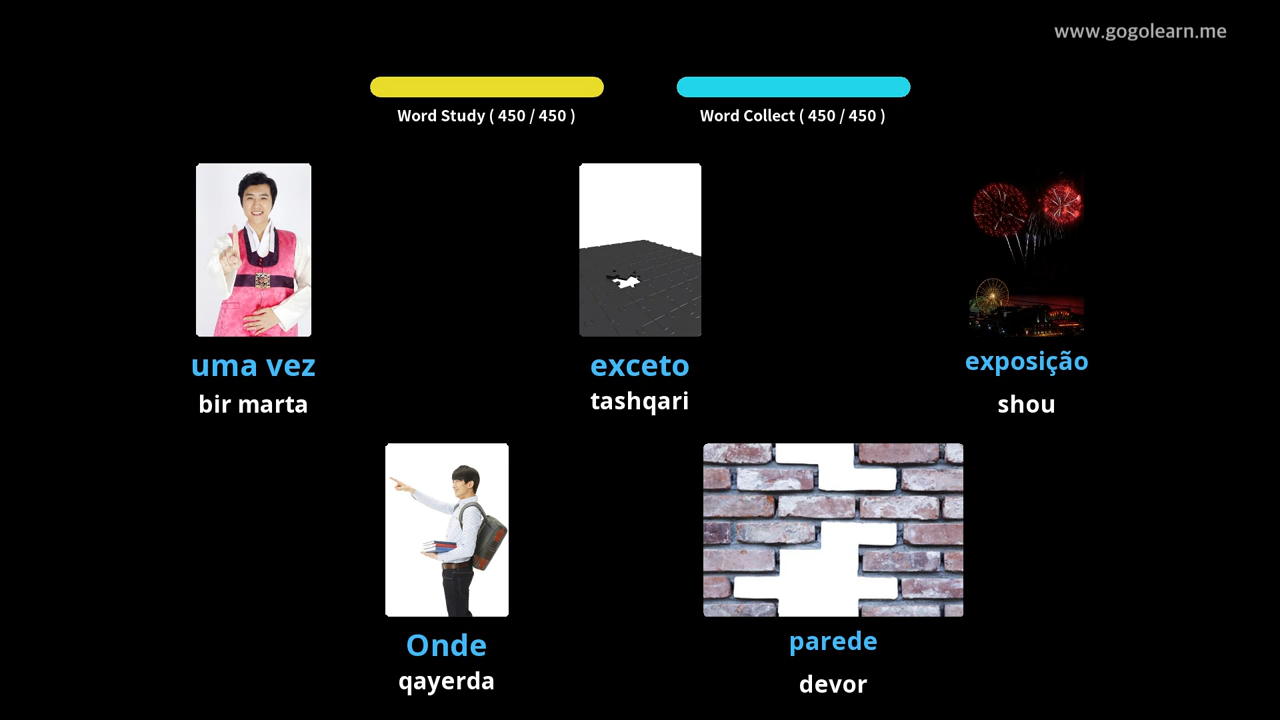 www.gogolearn.me
Word Study ( 450 / 450 )
Word Collect ( 450 / 450 )
uma vez
bir marta
exceto
tashqari
exposição
shou
Onde
qayerda
parede
devor